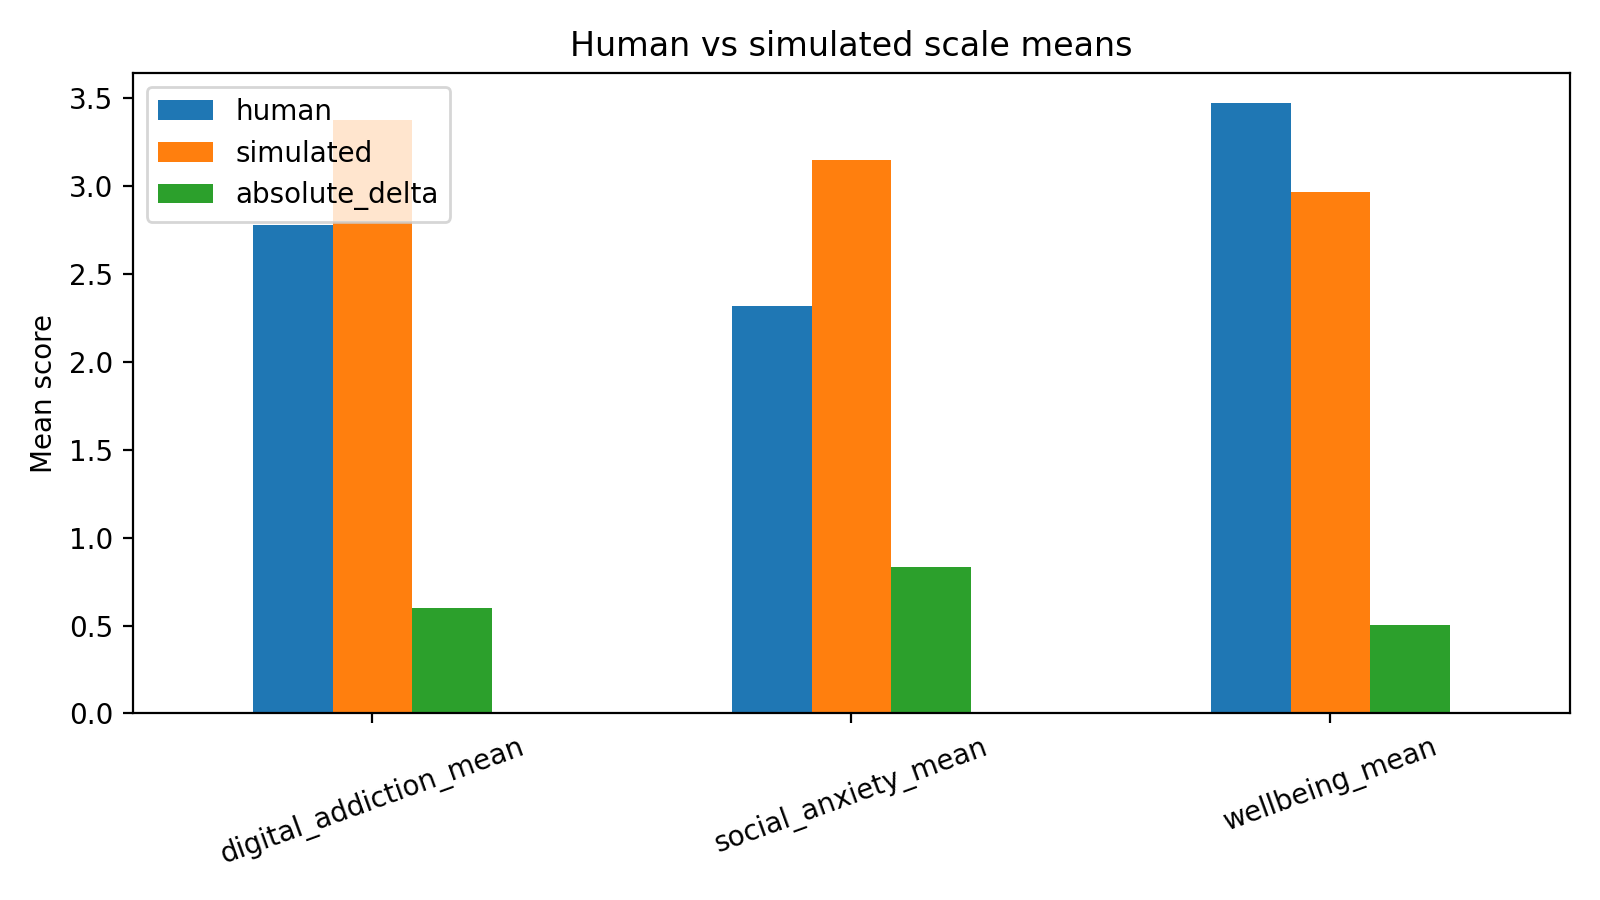 Human vs simulated scale means
human
simulated
absolute_delta
Mean score
3.5
3.0
2.5
2.0
1.5
1.0
0.5
0.0
digital_addiction_mean
social_anxiety_mean
wellbeing_mean